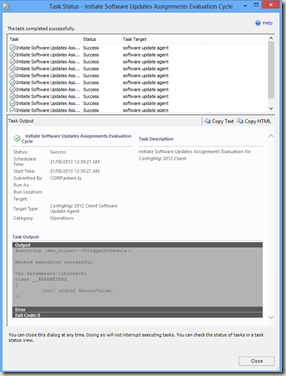 Task Status - Initiate Software Updates Assignments Evaluation Cycle
Help
The task completed successfully.
Task Status Task Target
Initiate Software Updates Ass... Success software update agent
Initiate Software Updates Ass... Success software update agent
Initiate Software Updates Ass... Success software update agent
Initiate Software Updates Ass... Success software update agent
Initiate Software Updates Ass... Success software update agent
Initiate Software Updates Ass... Success software update agent
Initiate Software Updates Ass... Success software update agent
Initiate Software Updates Ass... Success software update agent
Task Output Copy Text Copy HTML
Initiate Software Updates Assignments Evaluation Cycle
Task Description:
Status: Success
Initiate Software Updates Assignments Evaluation for
ConfigMgr 2012 Client
Scheduled Time: 31/08/2013 12:39:27 AM
Start Time: 31/08/2013 12:39:27 AM
Submitted By: CORP\admin.ty
Run As:
Run Location:
Target:
Target Type: ConfigMgr 2012 Client Software
Update Agent
Category: Operations
Task Output:
Output
Executing
Method execution successful.
Out Parameters:(abstract)
class __PARAMETERS
{
[out] uint32 ReturnValue;
};
Error
Exit Code: 0
You can close this dialog at any time. Doing so will not interrupt executing tasks. You can check the status of tasks in a task
status view.
Close